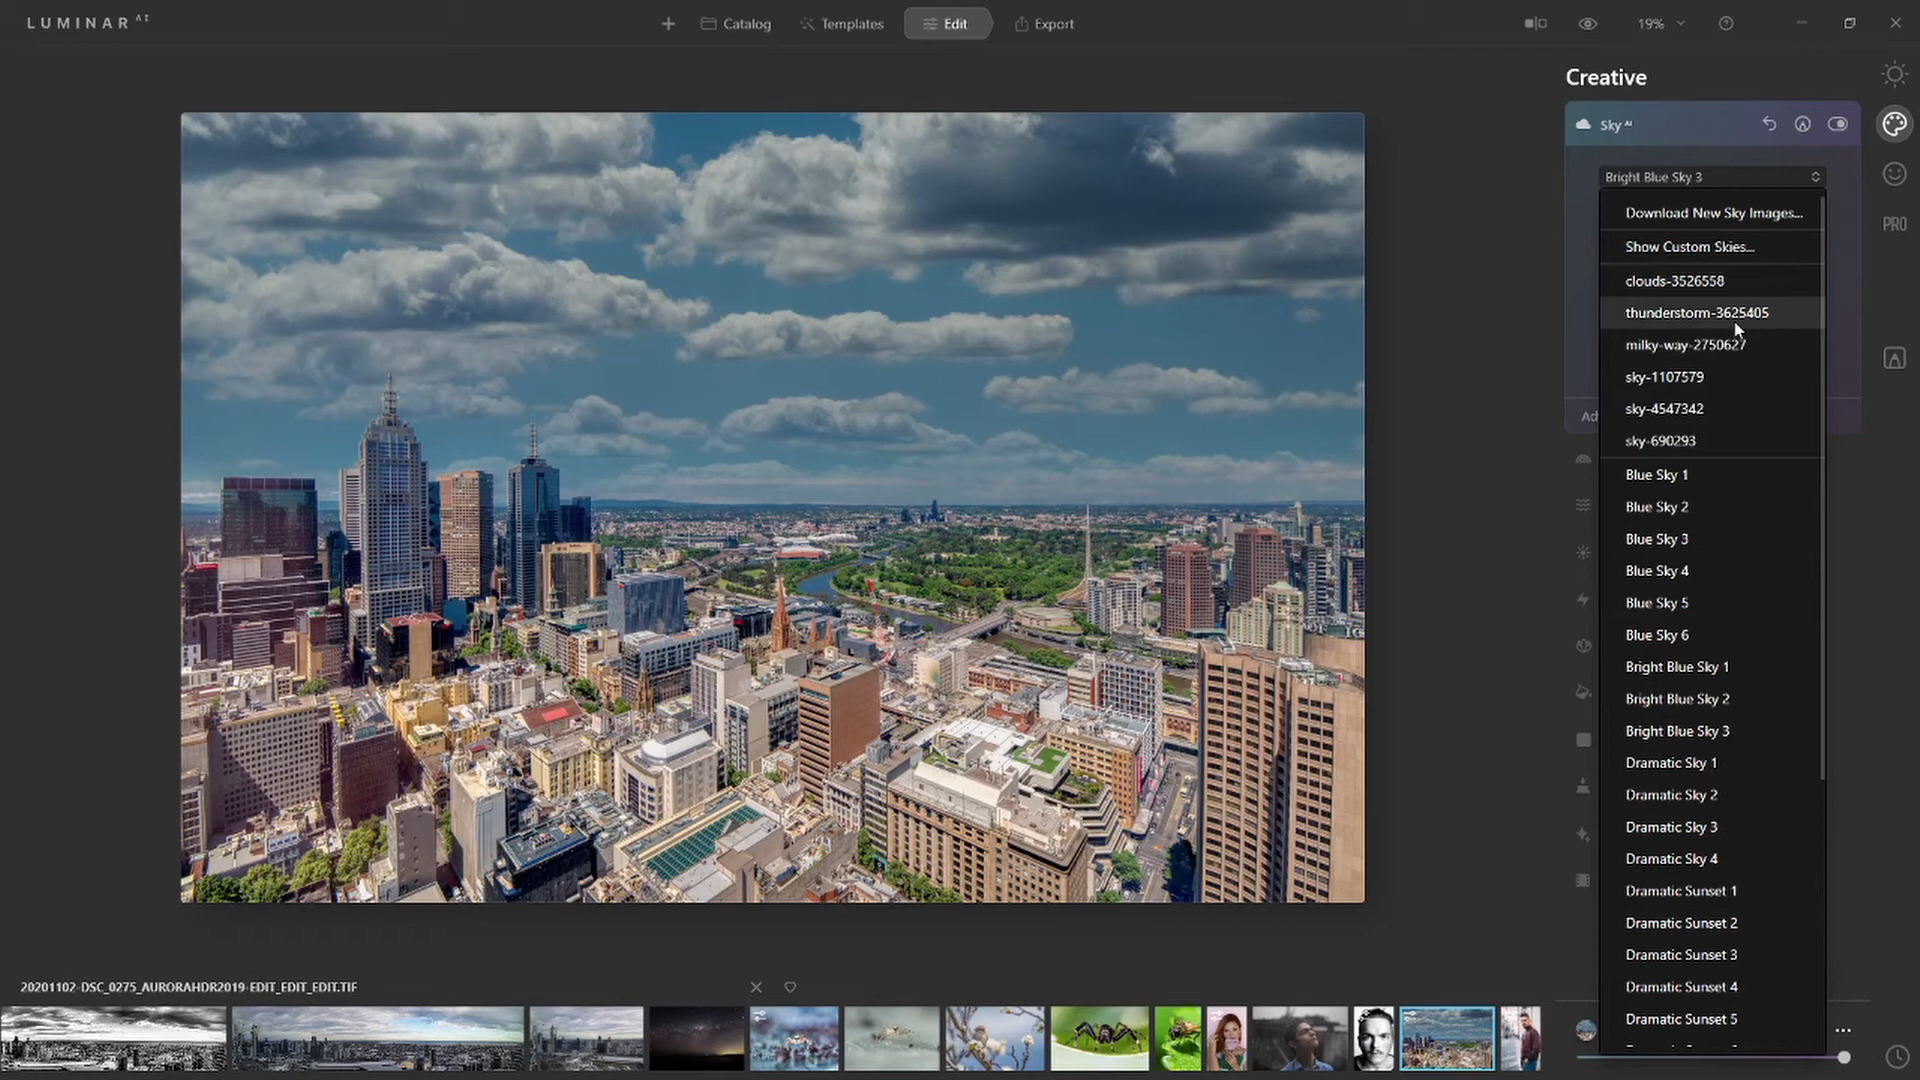 LUMINAR AI
Catalog
Templates
Edit
Export
19%
Creative
Sky AI
Bright Blue Sky 3
PRO
Download New Sky Images...
Show Custom Skies...
clouds-3526558
thunderstorm-3625405
milky-way-2750627
sky-1107579
sky-4547342
Ad
sky-690293
Blue Sky 1
Blue Sky 2
Blue Sky 3
Blue Sky 4
Blue Sky 5
Blue Sky 6
Bright Blue Sky 1
Bright Blue Sky 2
Bright Blue Sky 3
Dramatic Sky 1
Dramatic Sky 2
Dramatic Sky 3
Dramatic Sky 4
Dramatic Sunset 1
Dramatic Sunset 2
Dramatic Sunset 3
Dramatic Sunset 4
Dramatic Sunset 5
20201102-DSC_0275_AURORAHDR2019-EDIT_EDIT_EDIT.TIF